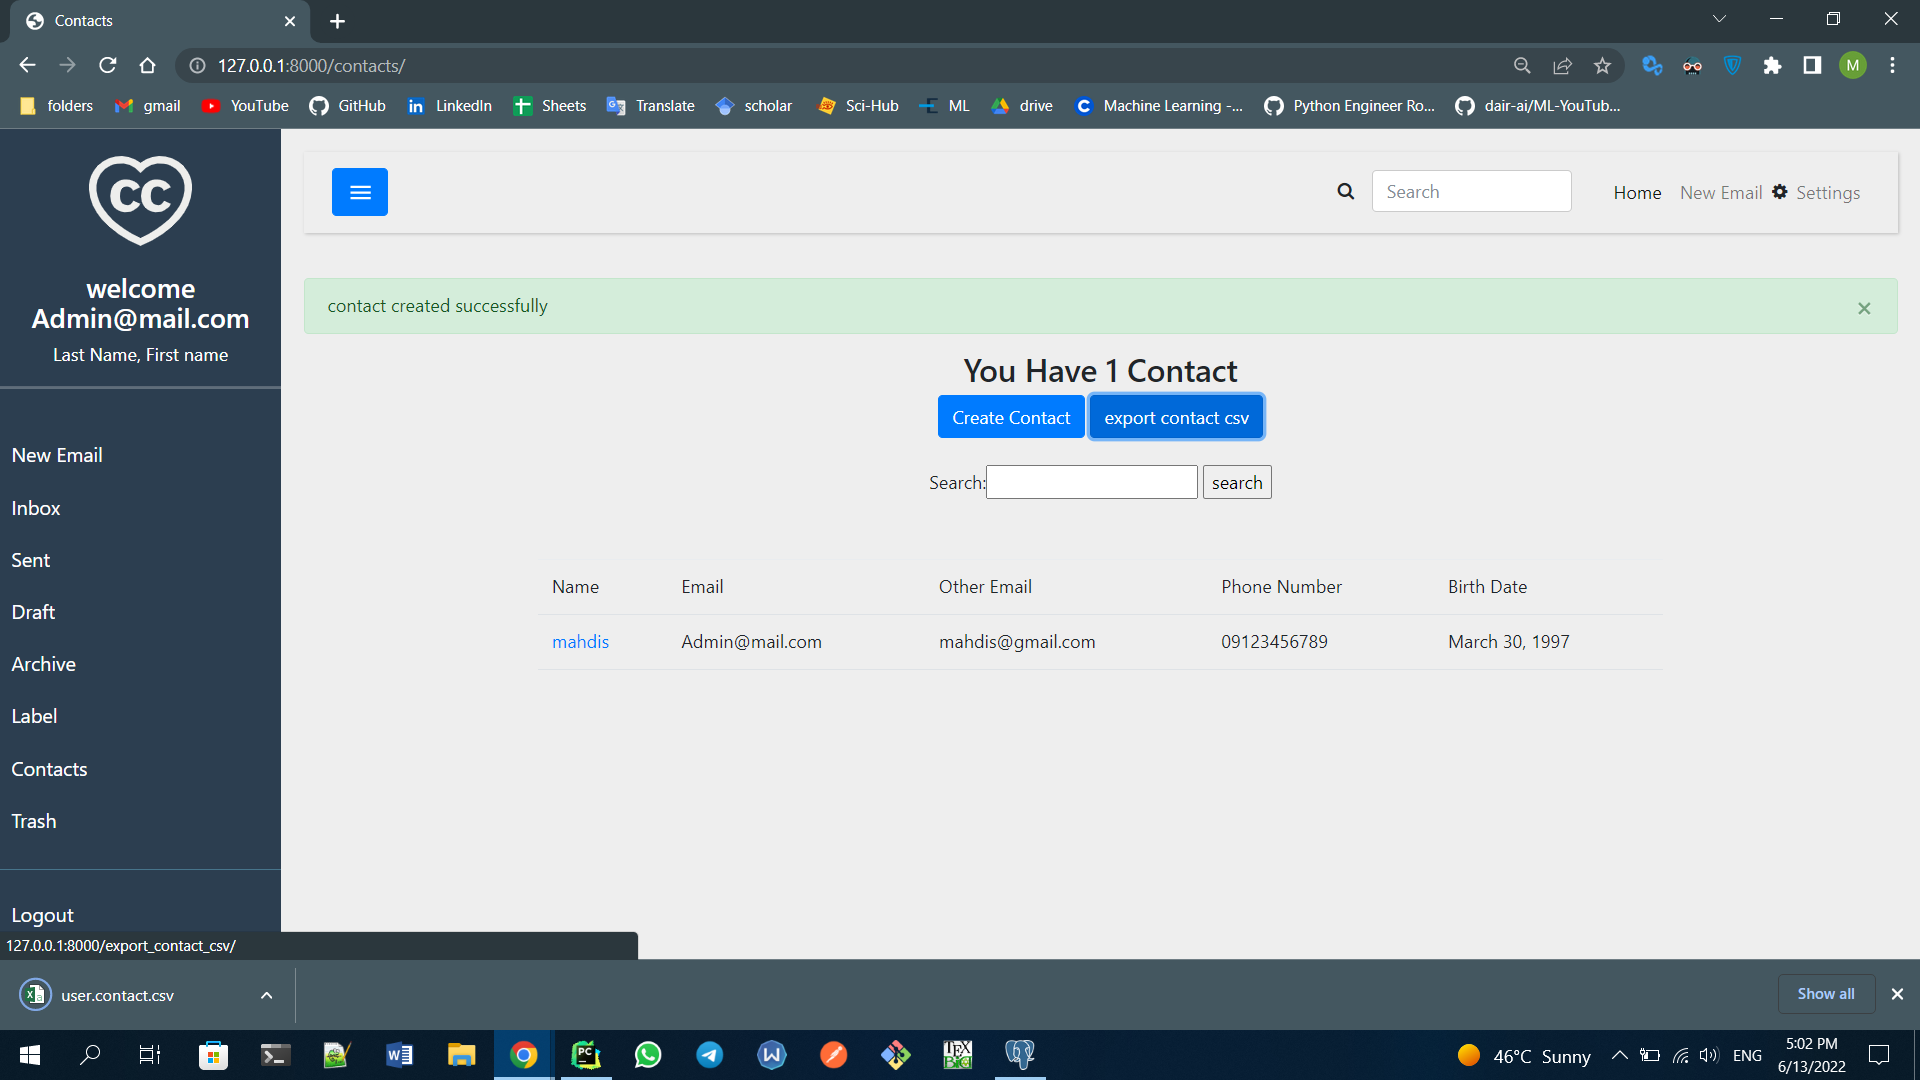 Contacts
127.0.0.1:8000/contacts/
M
folders gmail YouTube GitHub LinkedIn Sheets Translate scholar Sci-Hub ML drive Machine Learning -... Python Engineer Ro... dair-ai/ML-YouTub...
CC
welcome
Admin@mail.com
Last Name, First name
New Email
Inbox
Sent
Draft
Archive
Label
Contacts
Trash
Logout
Search Home New Email Settings
contact created successfully ×
You Have 1 Contact
Create Contact export contact csv
Search: search
Name Email Other Email Phone Number Birth Date
mahdis Admin@mail.com mahdis@gmail.com 09123456789 March 30, 1997
127.0.0.1:8000/export_contact_csv/
user.contact.csv Show all
46°C Sunny ENG
5:02 PM
6/13/2022